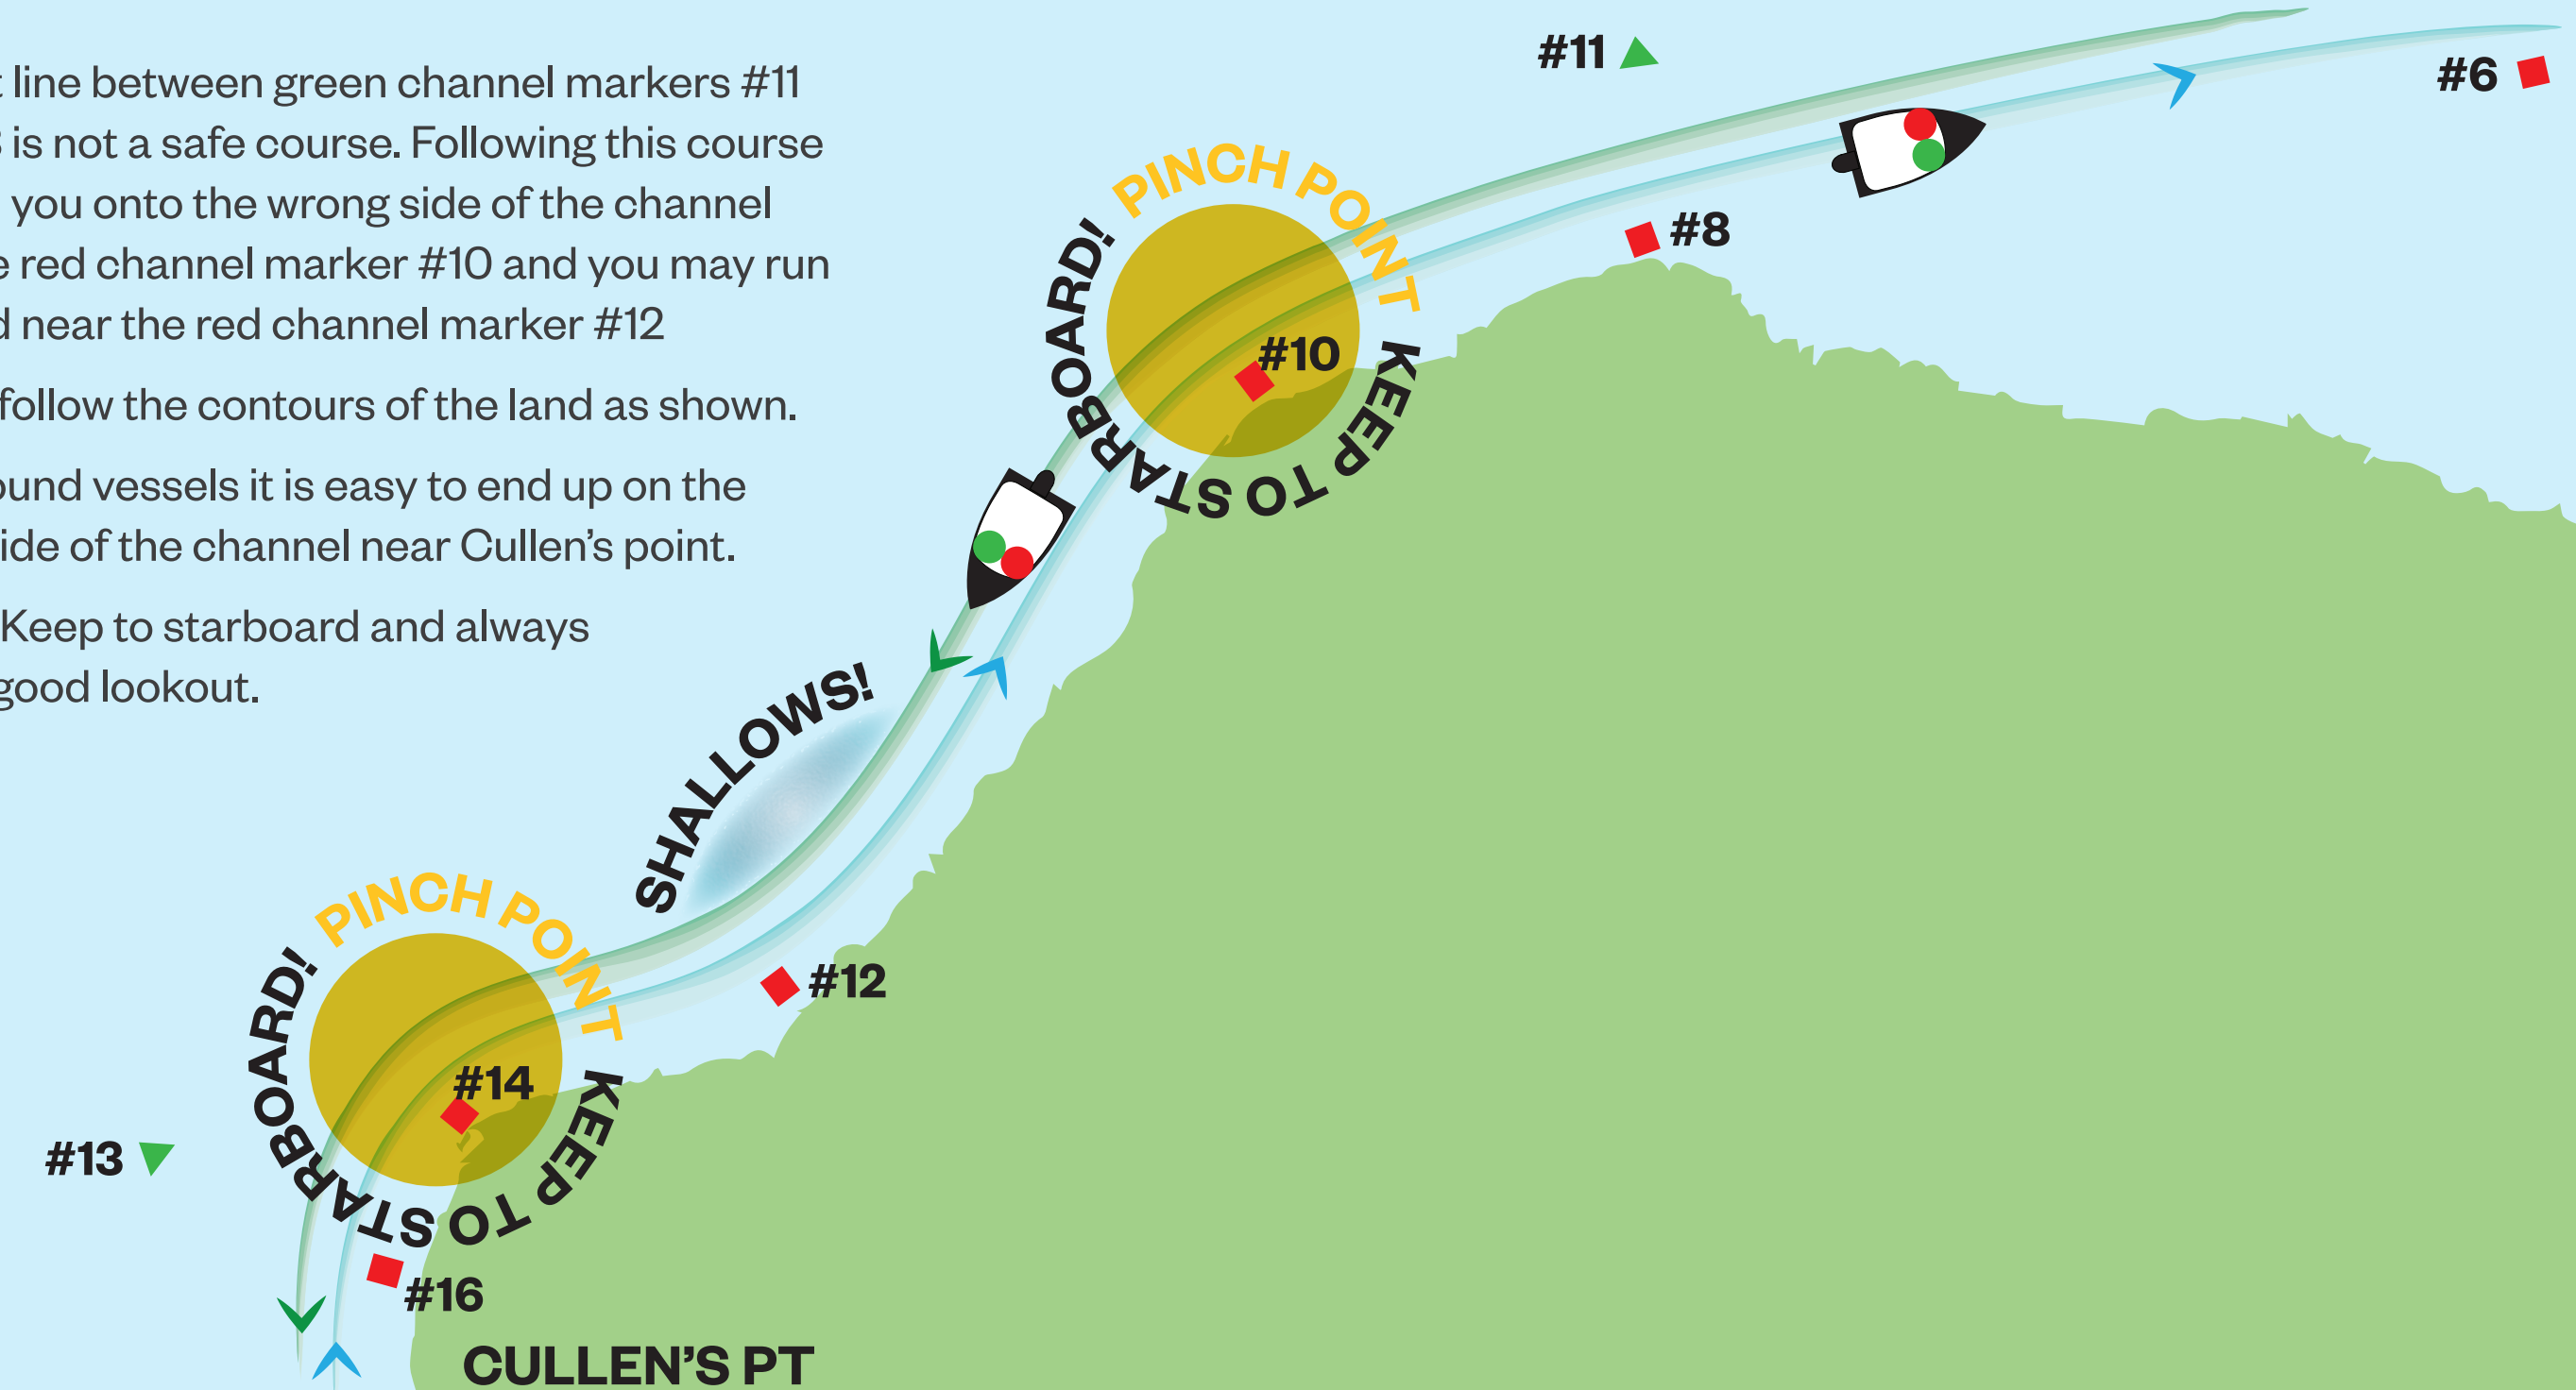 t line between green channel markers #11
3 is not a safe course. Following this course
you onto the wrong side of the channel
e red channel marker #10 and you may run
d near the red channel marker #12
follow the contours of the land as shown.
ound vessels it is easy to end up on the
ide of the channel near Cullen’s point.
Keep to starboard and always
good lookout.
#11
#6
#8
PINCH POINT
KEEP TO STARBOARD!
#10
SHALLOWS!
#12
PINCH POINT
KEEP TO STARBOARD!
#14
#13
#16
CULLEN’S PT